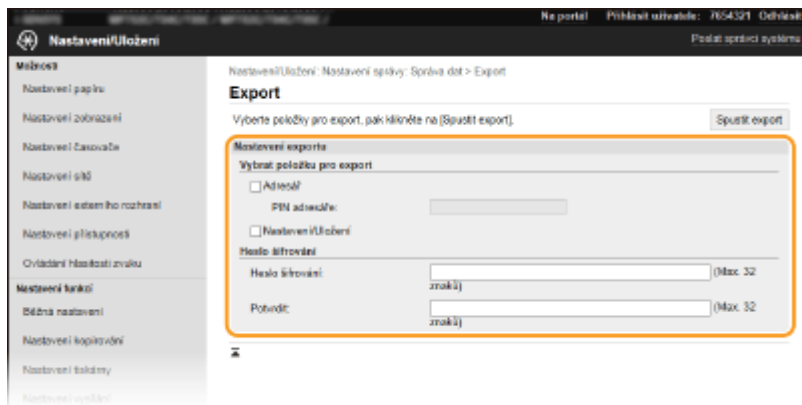 Na portál Přihlásit uživatele: 7654321 Odhlásit
Nastavení/Uložení
Poslat správci systému
Možnosti
Nastavení papíru
Nastavení zobrazení
Nastavení časovače
Nastavení sítě
Nastavení externího rozhraní
Nastavení přístupnosti
Ovládání hlasitosti zvuku
Nastavení funkcí
Běžná nastavení
Nastavení kopírování
Nastavení tiskárny
Nastavení vysílání
Nastavení/Uložení: Nastavení správy: Správa dat > Export
Export
Vyberte položky pro export, pak klikněte na [Spustit export].
Spustit export
Nastavení exportu
Vybrat položku pro export
Adresář
PIN adresáře:
Nastavení/Uložení
Heslo šifrování
Heslo šifrování: (Max. 32
znaků)
Potvrdit: (Max. 32
znaků)